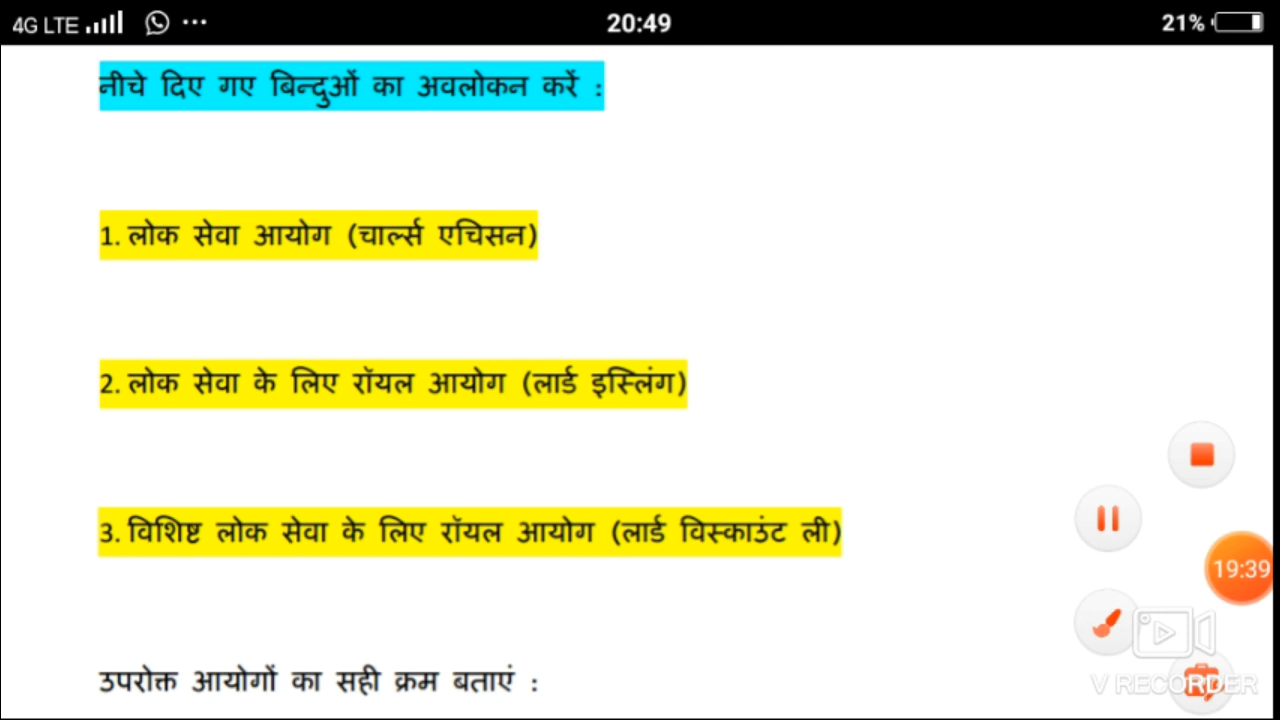 4G LTE ... 20:49 21%
नीचे दिए गए बिन्दुओं का अवलोकन करें :
1. लोक सेवा आयोग (चार्ल्स एचिसन)
2. लोक सेवा के लिए रॉयल आयोग (लार्ड इस्लिंग)
3. विशिष्ट लोक सेवा के लिए रॉयल आयोग (लार्ड विस्काउंट ली)
19:39
उपरोक्त आयोगों का सही क्रम बताएं :
V RECORDER